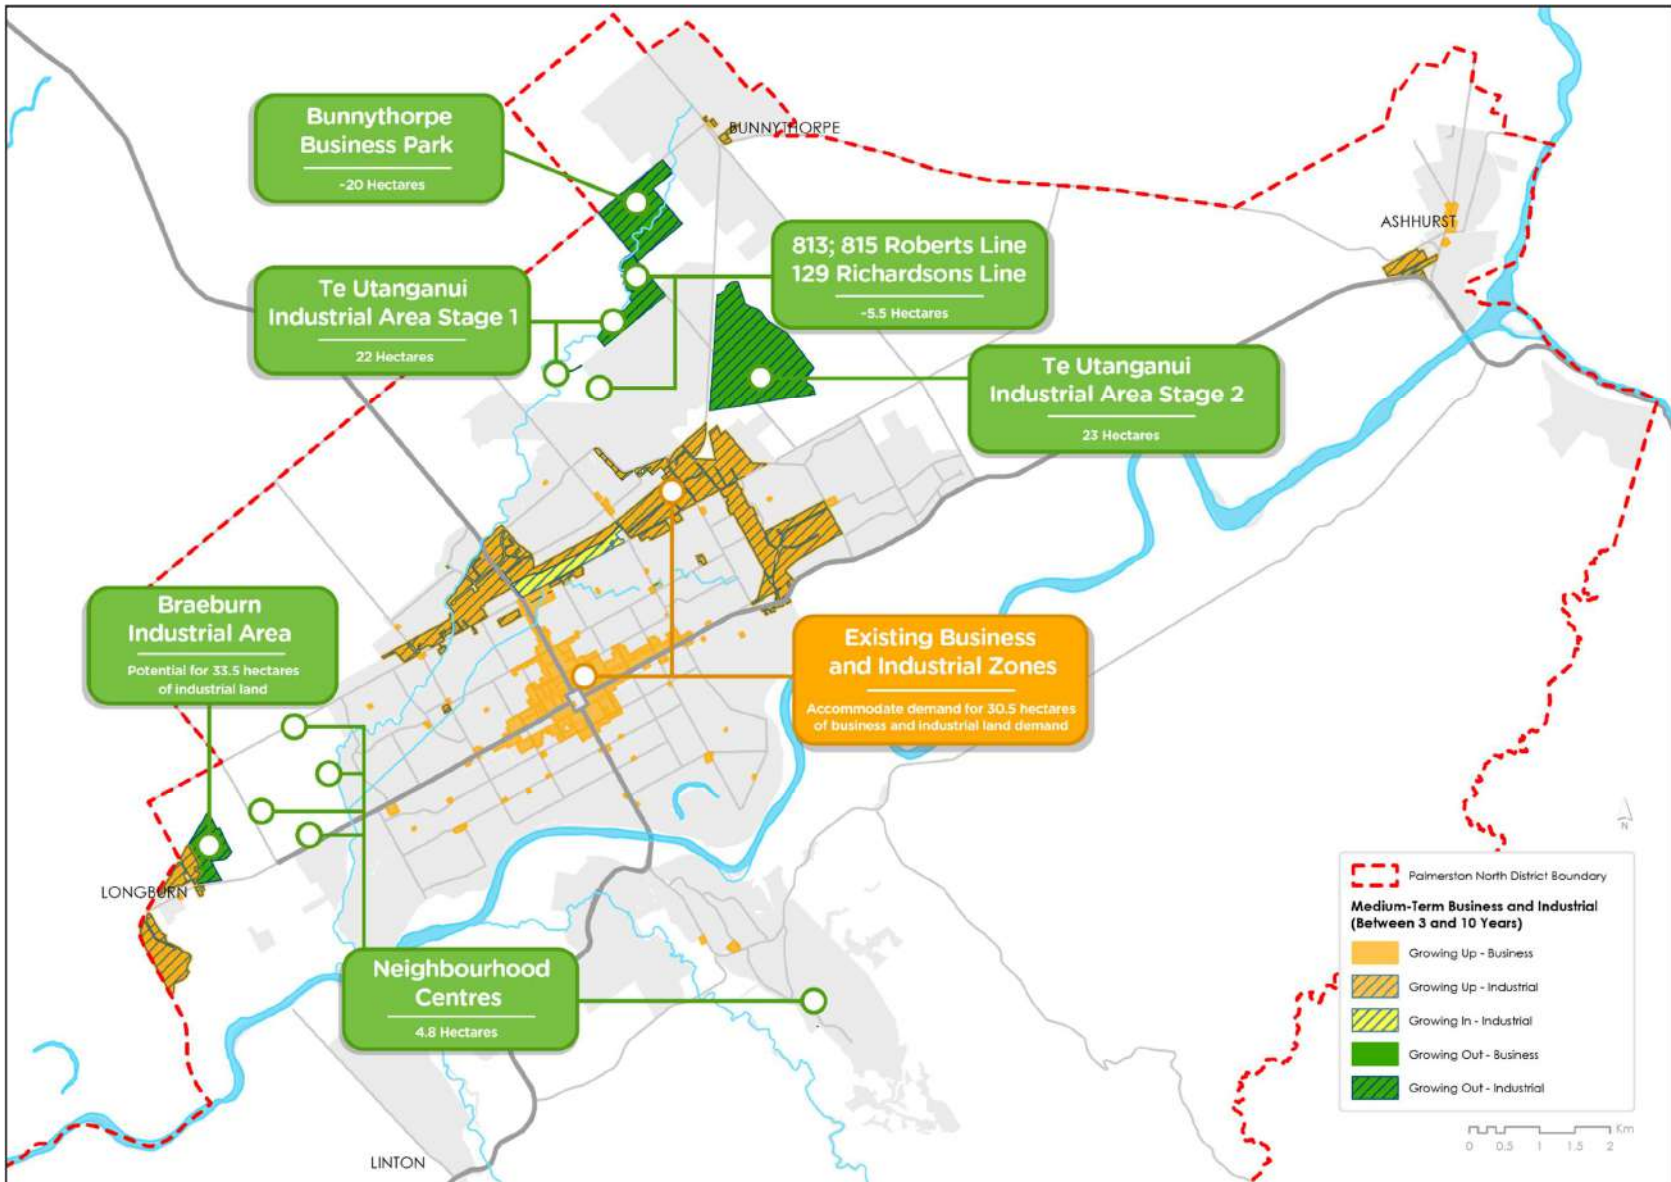 Bunnythorpe
Business Park
~20 Hectares
BUNNYTHORPE
ASHHURST
813; 815 Roberts Line
129 Richardsons Line
~5.5 Hectares
Te Utanganui
Industrial Area Stage 1
22 Hectares
Te Utanganui
Industrial Area Stage 2
23 Hectares
Braeburn
Industrial Area
Potential for 33.5 hectares
of industrial land
Existing Business
and Industrial Zones
Accommodate demand for 30.5 hectares
of business and industrial land demand
LONGBURN
Neighbourhood
Centres
4.8 Hectares
LINTON
N
Palmerston North District Boundary
Medium-Term Business and Industrial
(Between 3 and 10 Years)
Growing Up - Business
Growing Up - Industrial
Growing In - Industrial
Growing Out - Business
Growing Out - Industrial
Km
0 0.5 1 1.5 2